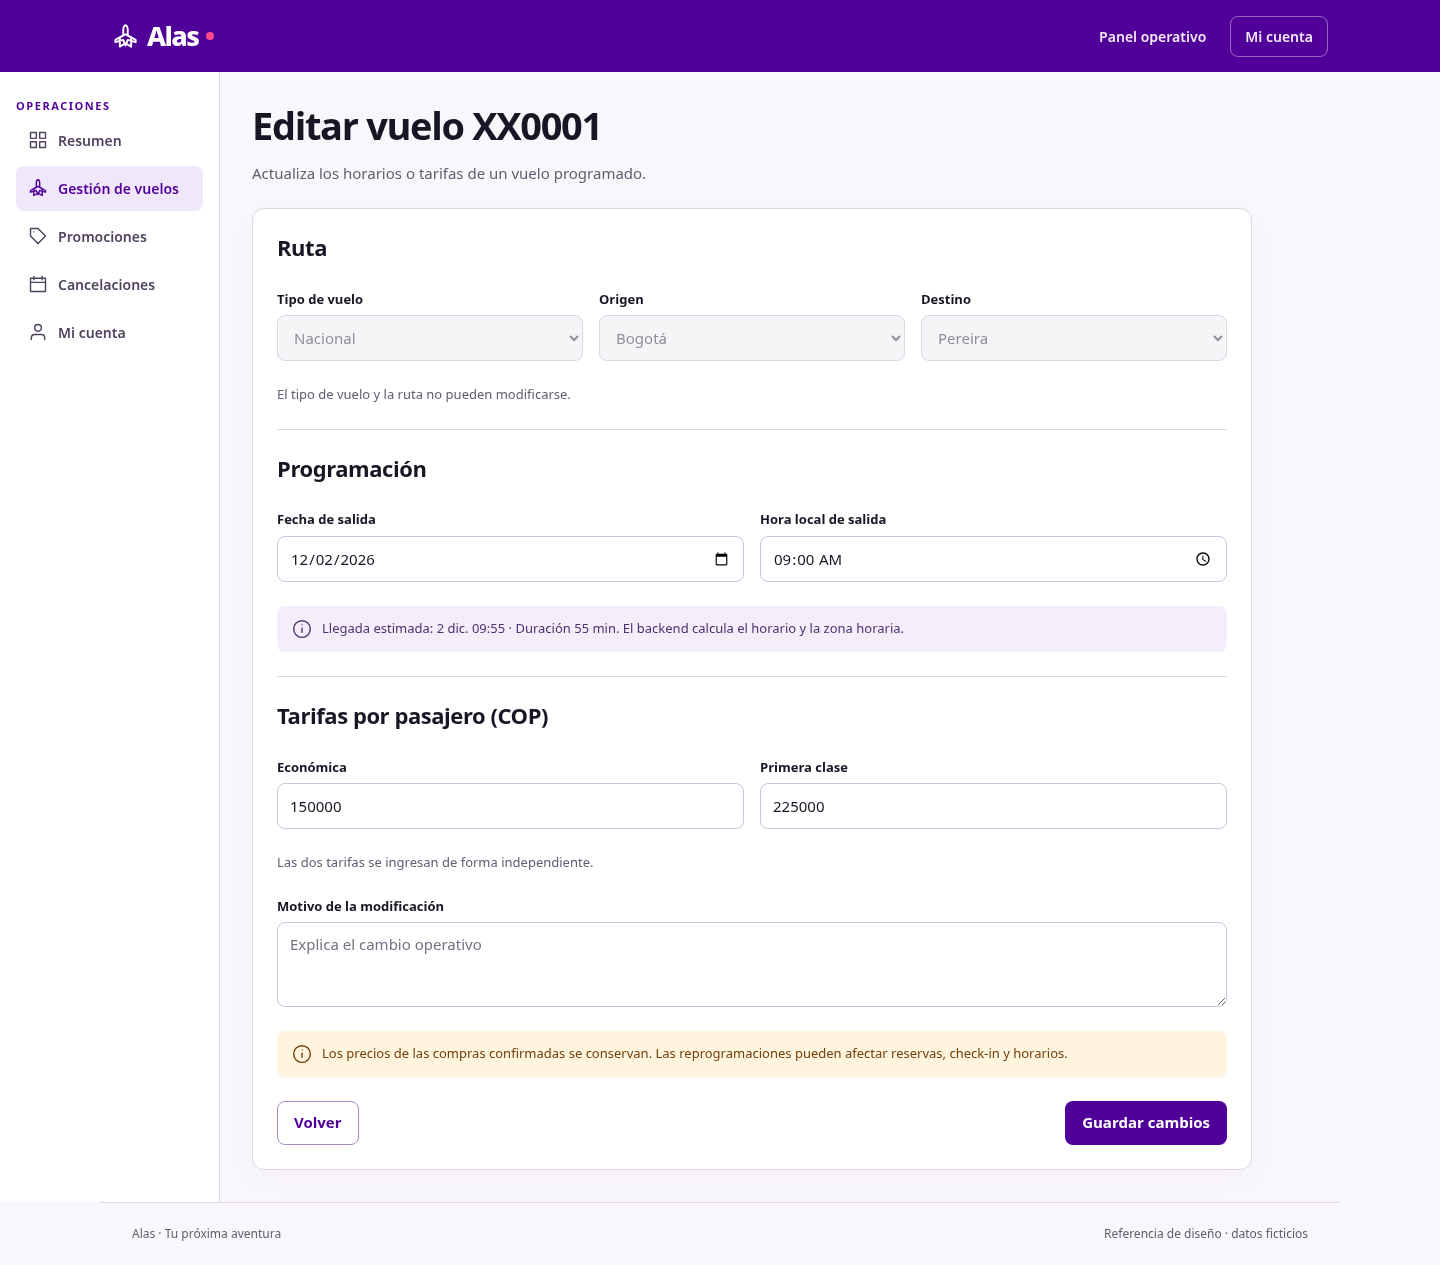 Alas
Panel operativo
Mi cuenta
OPERACIONES
Resumen
Gestión de vuelos
Promociones
Cancelaciones
Mi cuenta
Editar vuelo XX0001
Actualiza los horarios o tarifas de un vuelo programado.
Ruta
Tipo de vuelo
Origen
Destino
Nacional
Bogotá
Pereira
El tipo de vuelo y la ruta no pueden modificarse.
Programación
Fecha de salida
Hora local de salida
12/02/2026
09:00 AM
Llegada estimada: 2 dic. 09:55 · Duración 55 min. El backend calcula el horario y la zona horaria.
Tarifas por pasajero (COP)
Económica
Primera clase
150000
225000
Las dos tarifas se ingresan de forma independiente.
Motivo de la modificación
Explica el cambio operativo
Los precios de las compras confirmadas se conservan. Las reprogramaciones pueden afectar reservas, check-in y horarios.
Volver
Guardar cambios
Alas · Tu próxima aventura
Referencia de diseño · datos ficticios